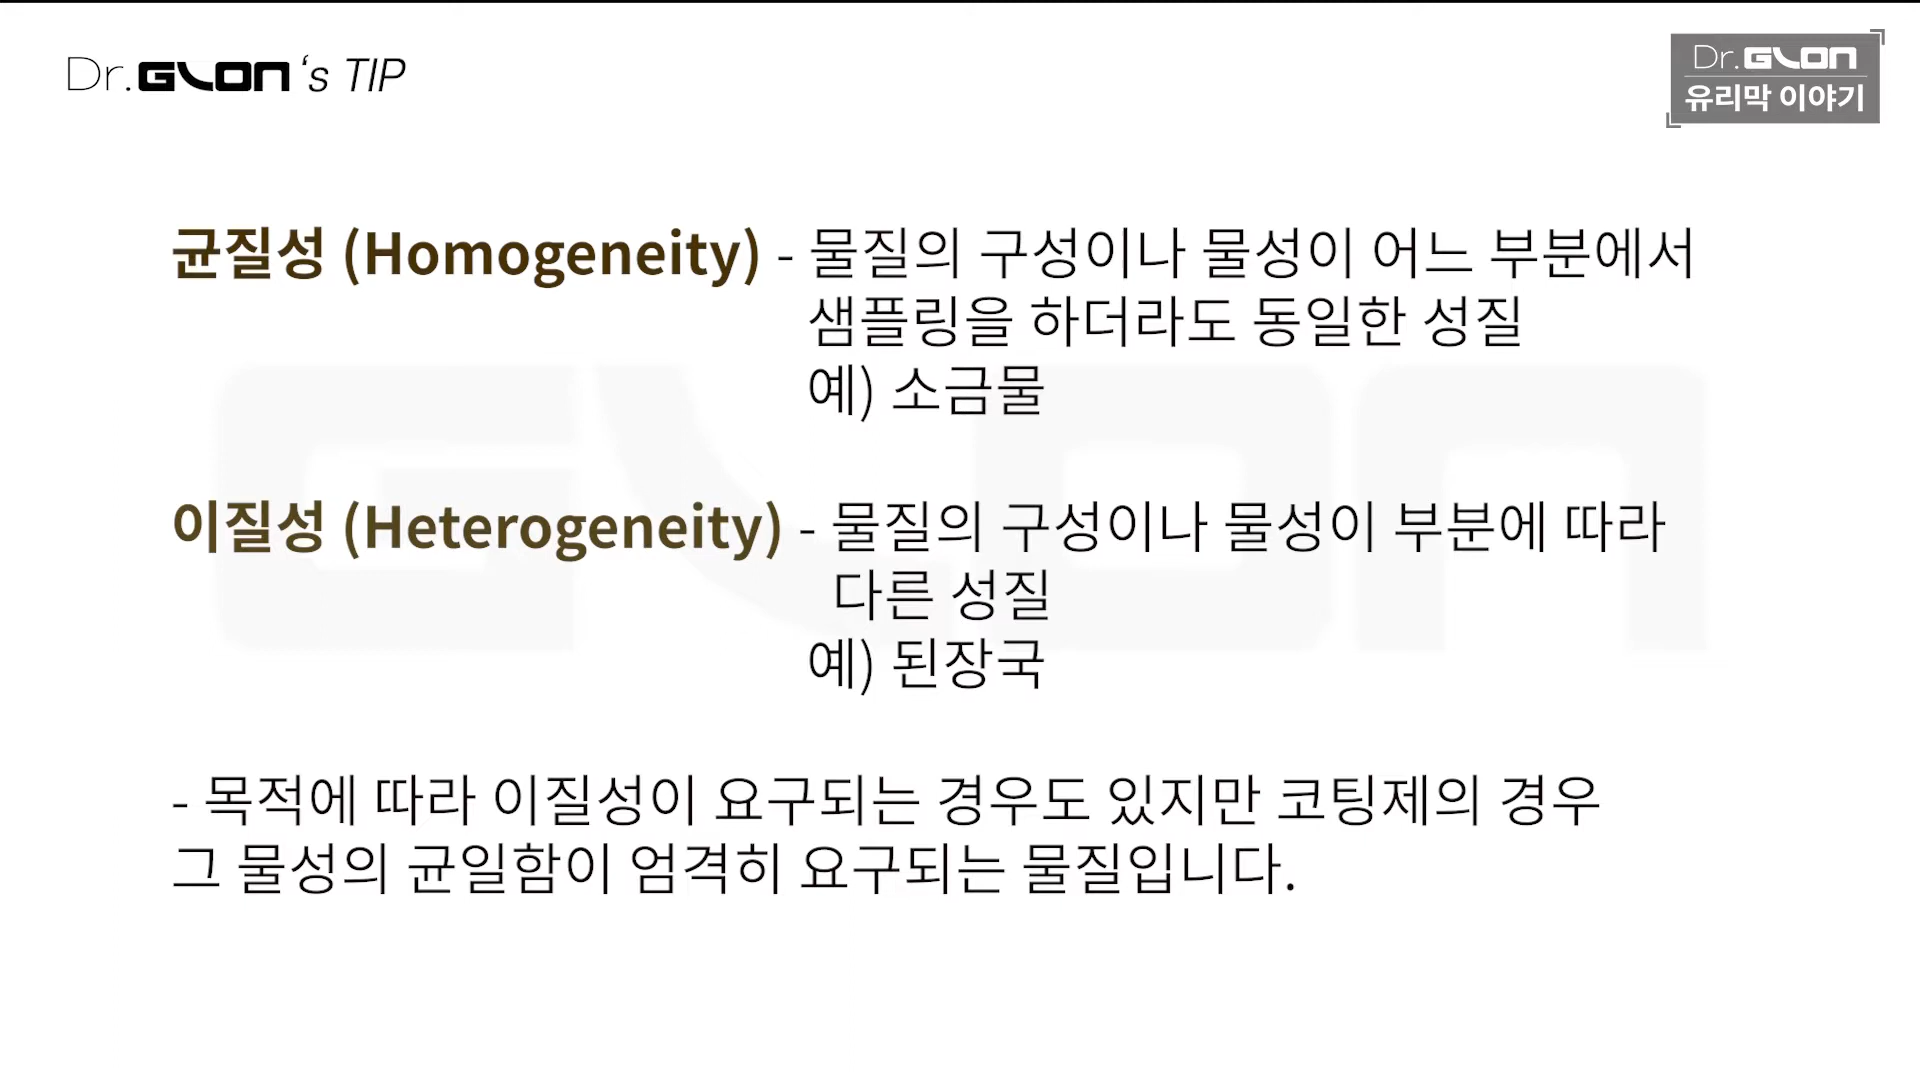 Dr.GLON 's TIP
Dr.GLON
유리막 이야기
균질성 (Homogeneity) - 물질의 구성이나 물성이 어느 부분에서
샘플링을 하더라도 동일한 성질
예) 소금물
이질성 (Heterogeneity) - 물질의 구성이나 물성이 부분에 따라
다른 성질
예) 된장국
- 목적에 따라 이질성이 요구되는 경우도 있지만 코팅제의 경우
그 물성의 균일함이 엄격히 요구되는 물질입니다.
GLON